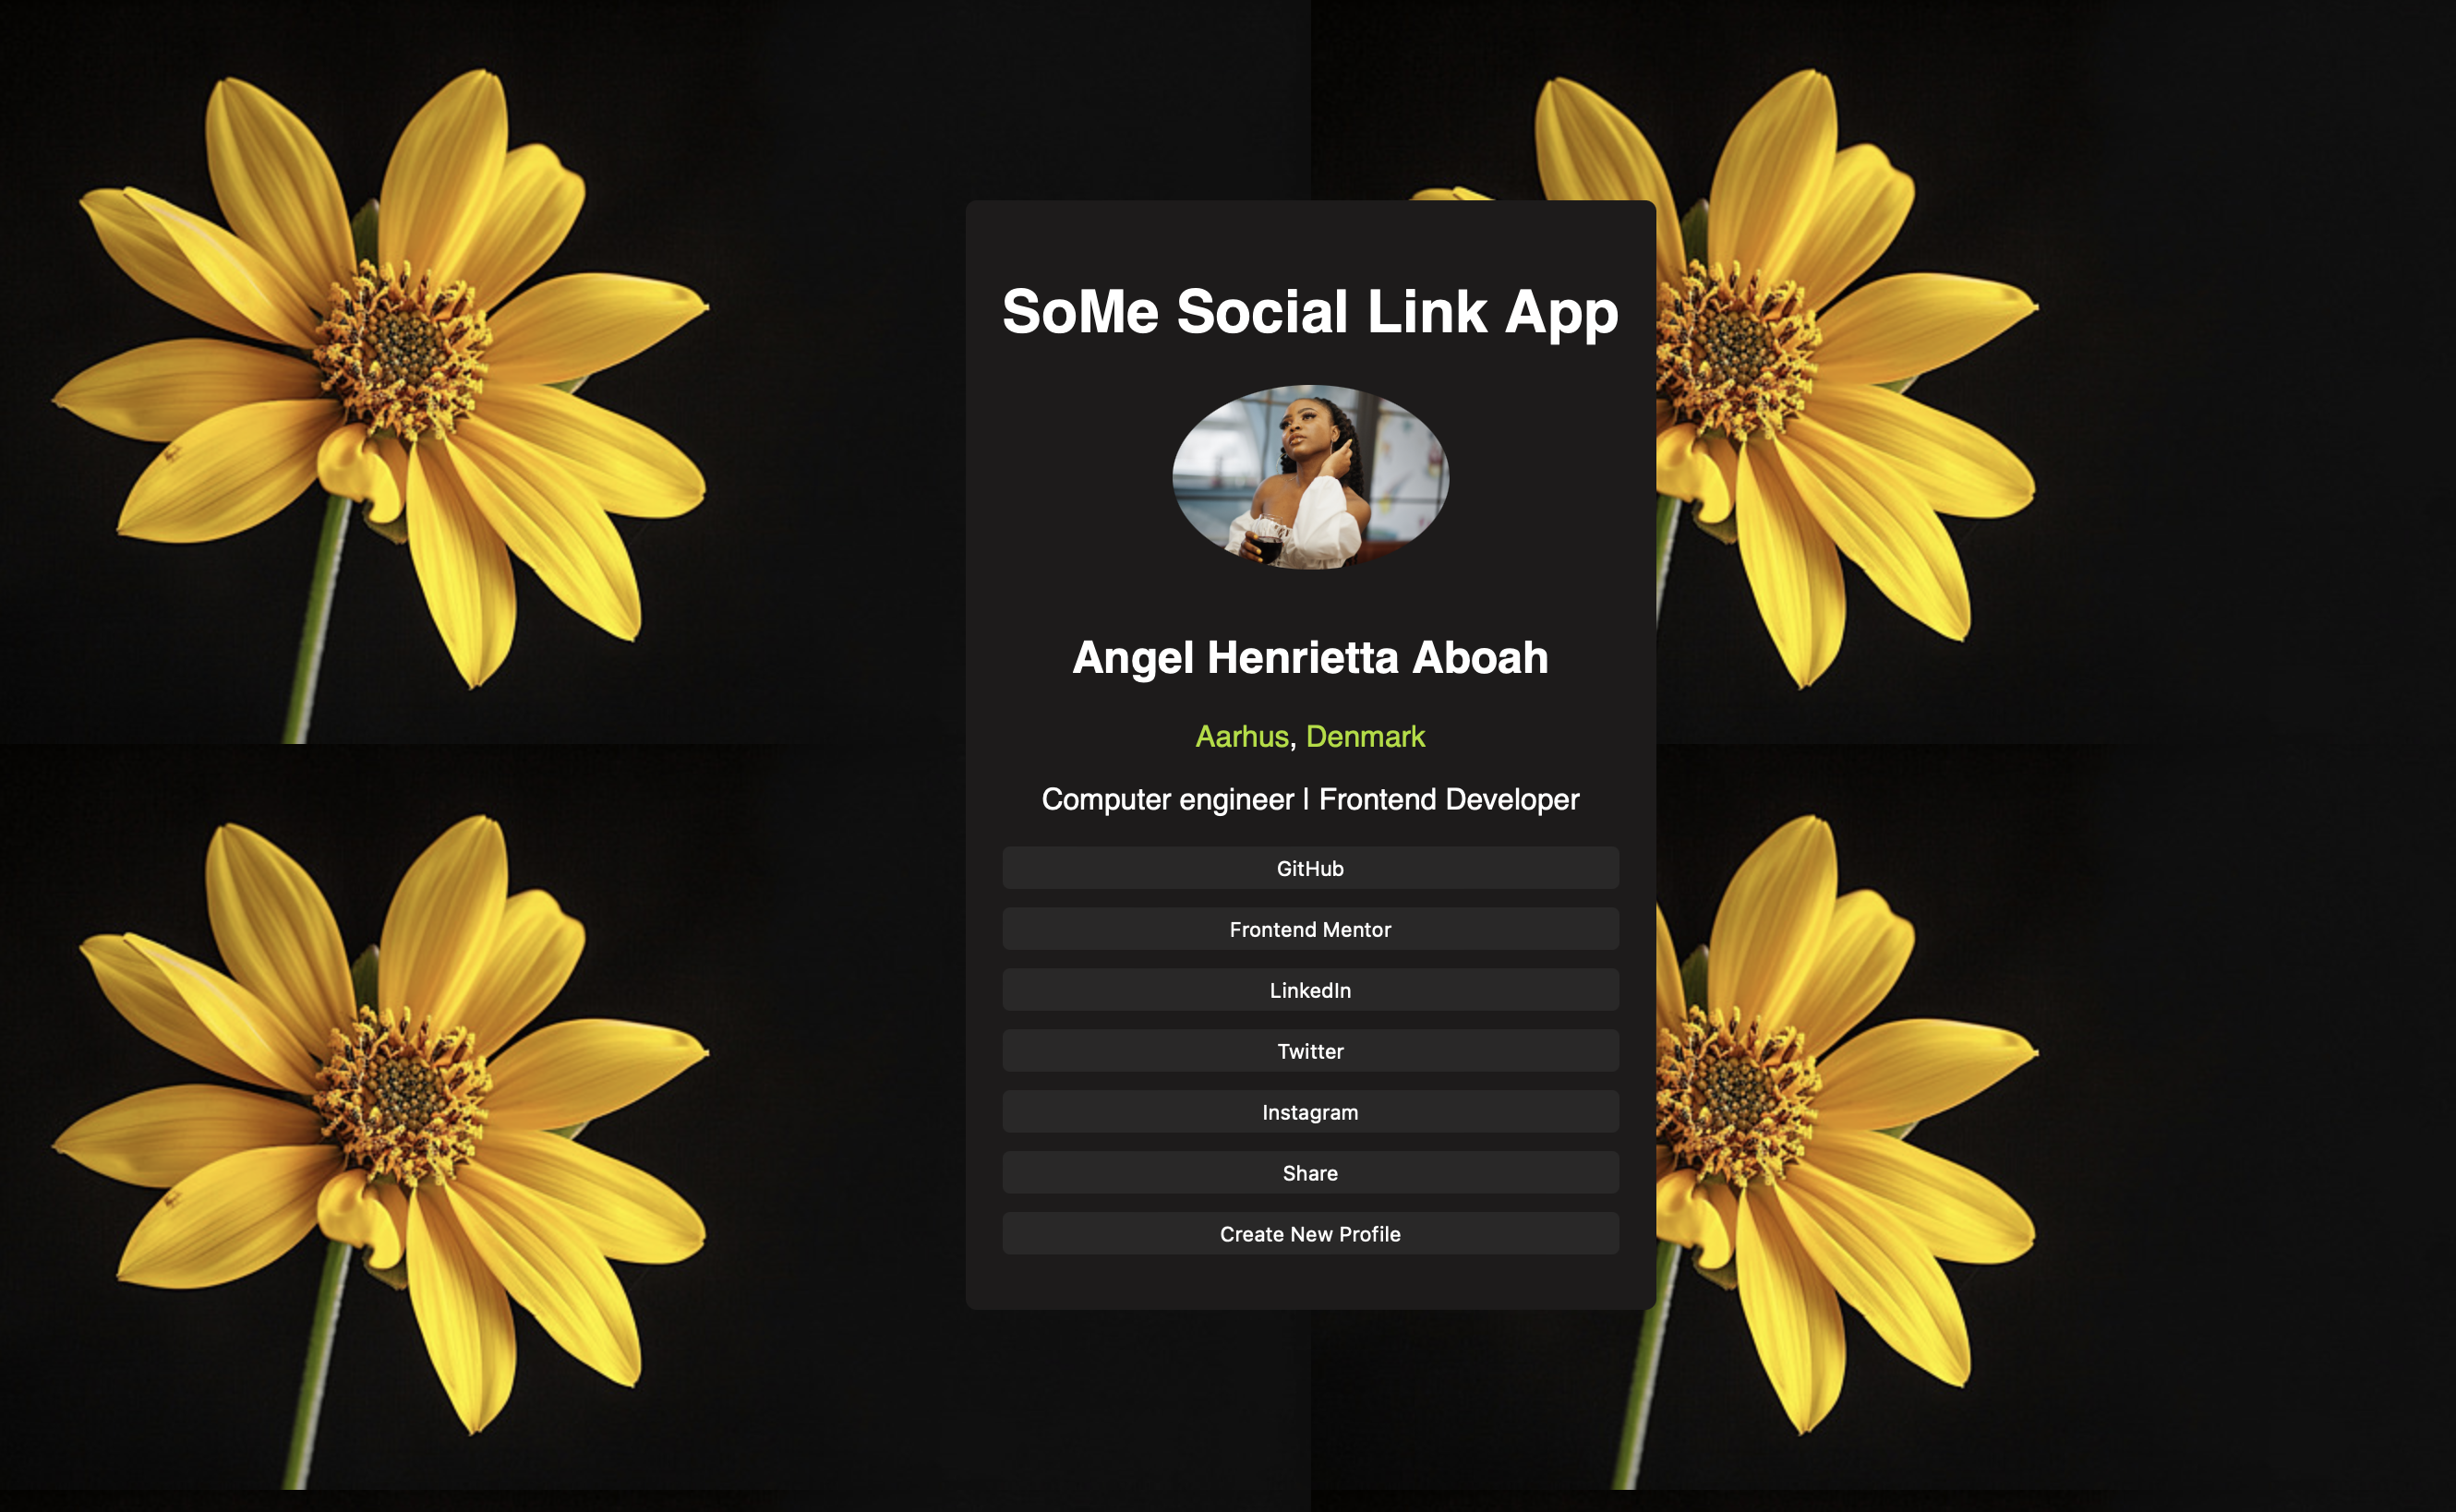 SoMe Social Link App
Angel Henrietta Aboah
Aarhus, Denmark
Computer engineer | Frontend Developer
GitHub
Frontend Mentor
LinkedIn
Twitter
Instagram
Share
Create New Profile